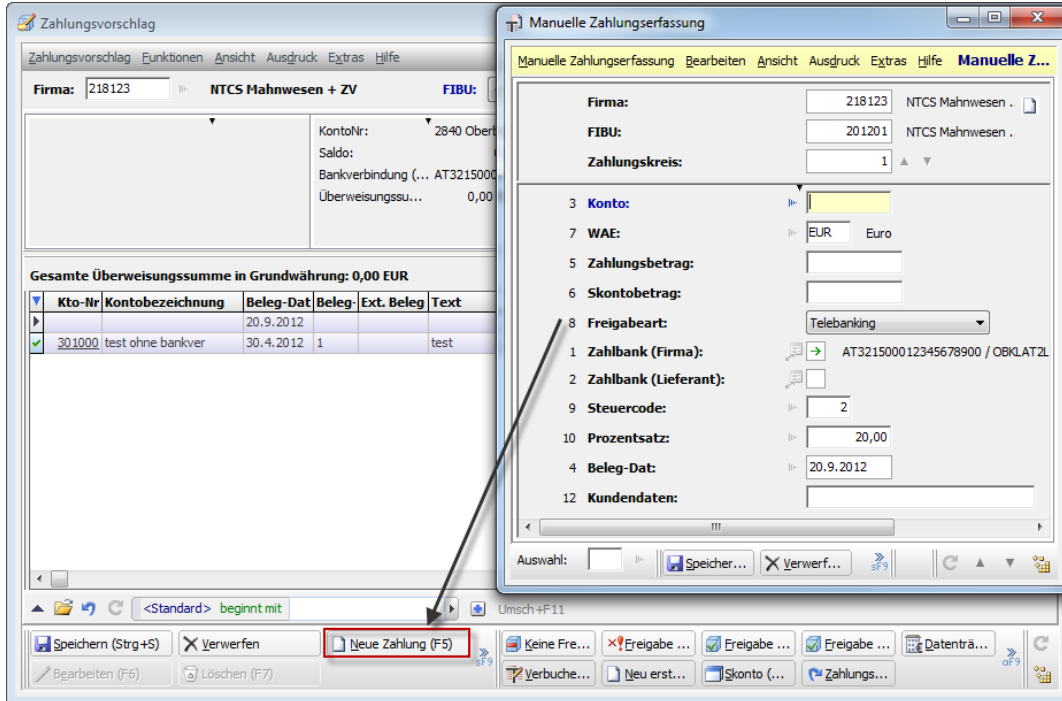 Zahlungsvorschlag
Zahlungsvorschlag Funktionen Ansicht Ausdruck Extras Hilfe
Firma: 218123 NTCS Mahnwesen + ZV FIBU:
KontoNr: 2840 Oberb
Saldo:
Bankverbindung (... AT3215000
Überweisungssu... 0,00
Gesamte Überweisungssumme in Grundwährung: 0,00 EUR
Kto-Nr Kontobezeichnung Beleg-Dat Beleg- Ext. Beleg Text
20.9.2012
301000 test ohne bankver 30.4.2012 1 test
Manuelle Zahlungserfassung
Manuelle Zahlungserfassung Bearbeiten Ansicht Ausdruck Extras Hilfe Manuelle Z...
Firma: 218123 NTCS Mahnwesen ..
FIBU: 201201 NTCS Mahnwesen ..
Zahlungskreis: 1
3 Konto:
7 WAE: EUR Euro
5 Zahlungsbetrag:
6 Skontobetrag:
8 Freigabeart: Telebanking
1 Zahlbank (Firma): AT321500012345678900 / OBKLAT2L
2 Zahlbank (Lieferant):
9 Steuercode: 2
10 Prozentsatz: 20,00
4 Beleg-Dat: 20.9.2012
12 Kundendaten:
Auswahl: Speicher... Verwerf... sF9
<Standard> beginnt mit Umsch+F11
Speichern (Strg+S) Verwerfen Neue Zahlung (F5) sF9 Keine Fre... Freigabe ... Freigabe ... Freigabe ... Datenträ... aF9
Bearbeiten (F6) Löschen (F7) Verbuche... Neu erst... Skonto (... Zahlungs...